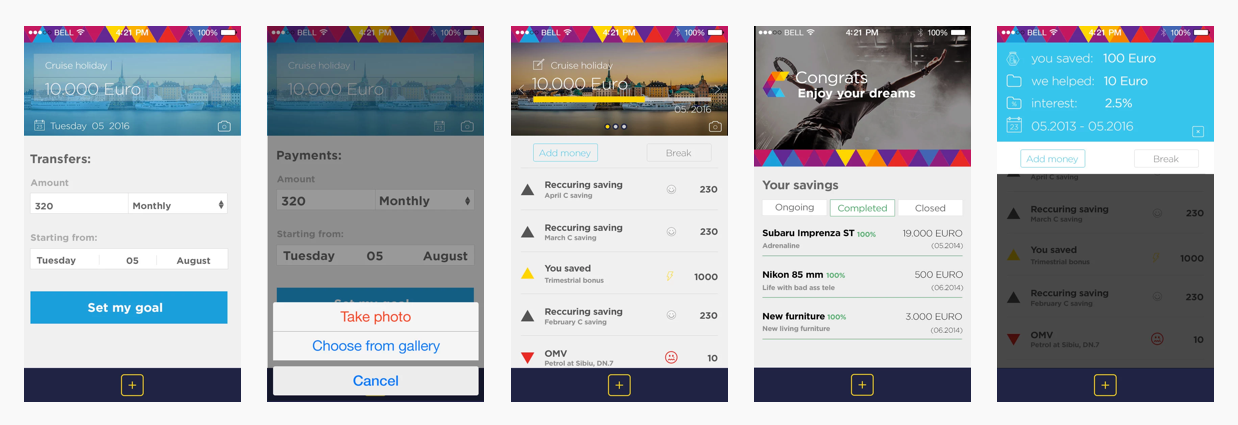 BELL 4:21 PM 100%
Cruise holiday
10.000 Euro
23 Tuesday 05 2016
Transfers:
Amount
320 Monthly
Starting from:
Tuesday 05 August
Set my goal
+
BELL 4:21 PM 100%
Cruise holiday
10.000 Euro
23
Payments:
Amount
320 Monthly
Starting from:
Tuesday 05 August
Set my goal
Take photo
Choose from gallery
Cancel
BELL 4:21 PM 100%
Cruise holiday
10.000 Euro
05. 2016
Add money Break
Reccuring saving 230
April C saving
Reccuring saving 230
March C saving
You saved 1000
Trimestrial bonus
Reccuring saving 230
February C saving
OMV 10
Petrol at Sibiu, DN.7
+
BELL 4:21 PM 100%
Congrats
Enjoy your dreams
Your savings
Ongoing Completed Closed
Subaru Imprenza ST 100% 19.000 EURO
Adrenaline (05.2014)
Nikon 85 mm 100% 500 EURO
Life with bad ass tele (06.2014)
New furniture 100% 3.000 EURO
New living furniture (06.2014)
+
BELL 4:21 PM 100%
you saved: 100 Euro
we helped: 10 Euro
% interest: 2.5%
23 05.2013 - 05.2016
Add money Break
April C saving
Reccuring saving 230
March C saving
You saved 1000
Trimestrial bonus
Reccuring saving 230
February C saving
OMV 10
Petrol at Sibiu, DN.7
+